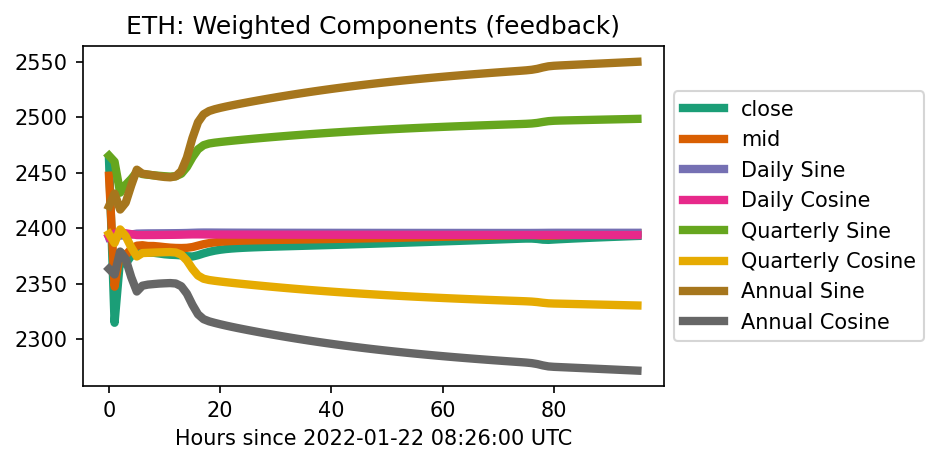 ETH: Weighted Components (feedback)
2550
2500
2450
2400
2350
2300
0 20 40 60 80
Hours since 2022-01-22 08:26:00 UTC
close
mid
Daily Sine
Daily Cosine
Quarterly Sine
Quarterly Cosine
Annual Sine
Annual Cosine